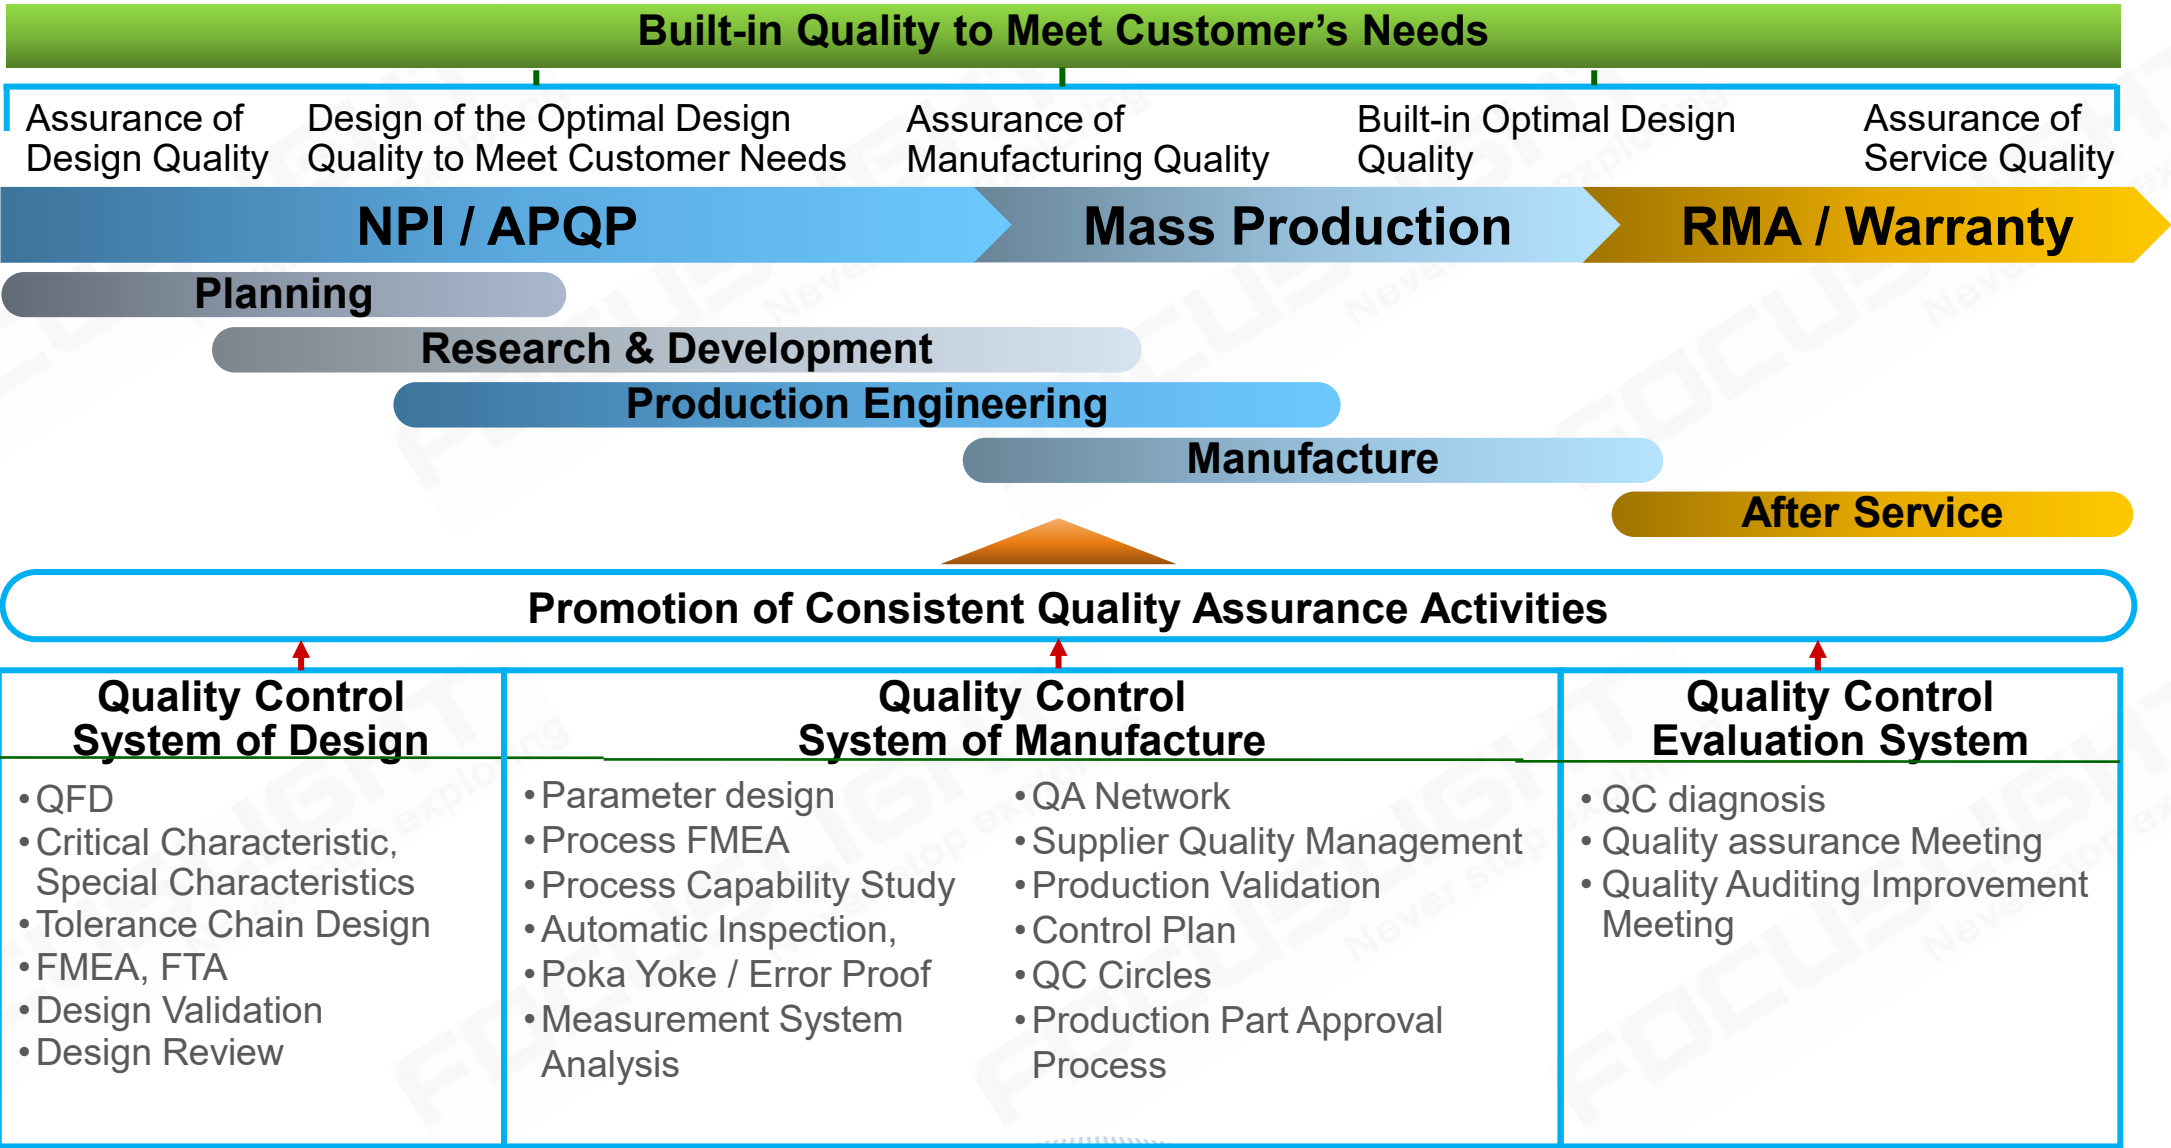 Built-in Quality to Meet Customer’s Needs
Assurance of
Design Quality
Design of the Optimal Design
Quality to Meet Customer Needs
Assurance of
Manufacturing Quality
Built-in Optimal Design
Quality
Assurance of
Service Quality
NPI / APQP
Mass Production
RMA / Warranty
Planning
Research & Development
Production Engineering
Manufacture
After Service
Promotion of Consistent Quality Assurance Activities
Quality Control
System of Design
•QFD
•Critical Characteristic,
Special Characteristics
•Tolerance Chain Design
•FMEA, FTA
•Design Validation
•Design Review
Quality Control
System of Manufacture
•Parameter design
•Process FMEA
•Process Capability Study
•Automatic Inspection,
•Poka Yoke / Error Proof
•Measurement System
Analysis
•QA Network
•Supplier Quality Management
•Production Validation
•Control Plan
•QC Circles
•Production Part Approval
Process
Quality Control
Evaluation System
• QC diagnosis
• Quality assurance Meeting
• Quality Auditing Improvement
Meeting
FOCUSLIGHT
Never stop exploring